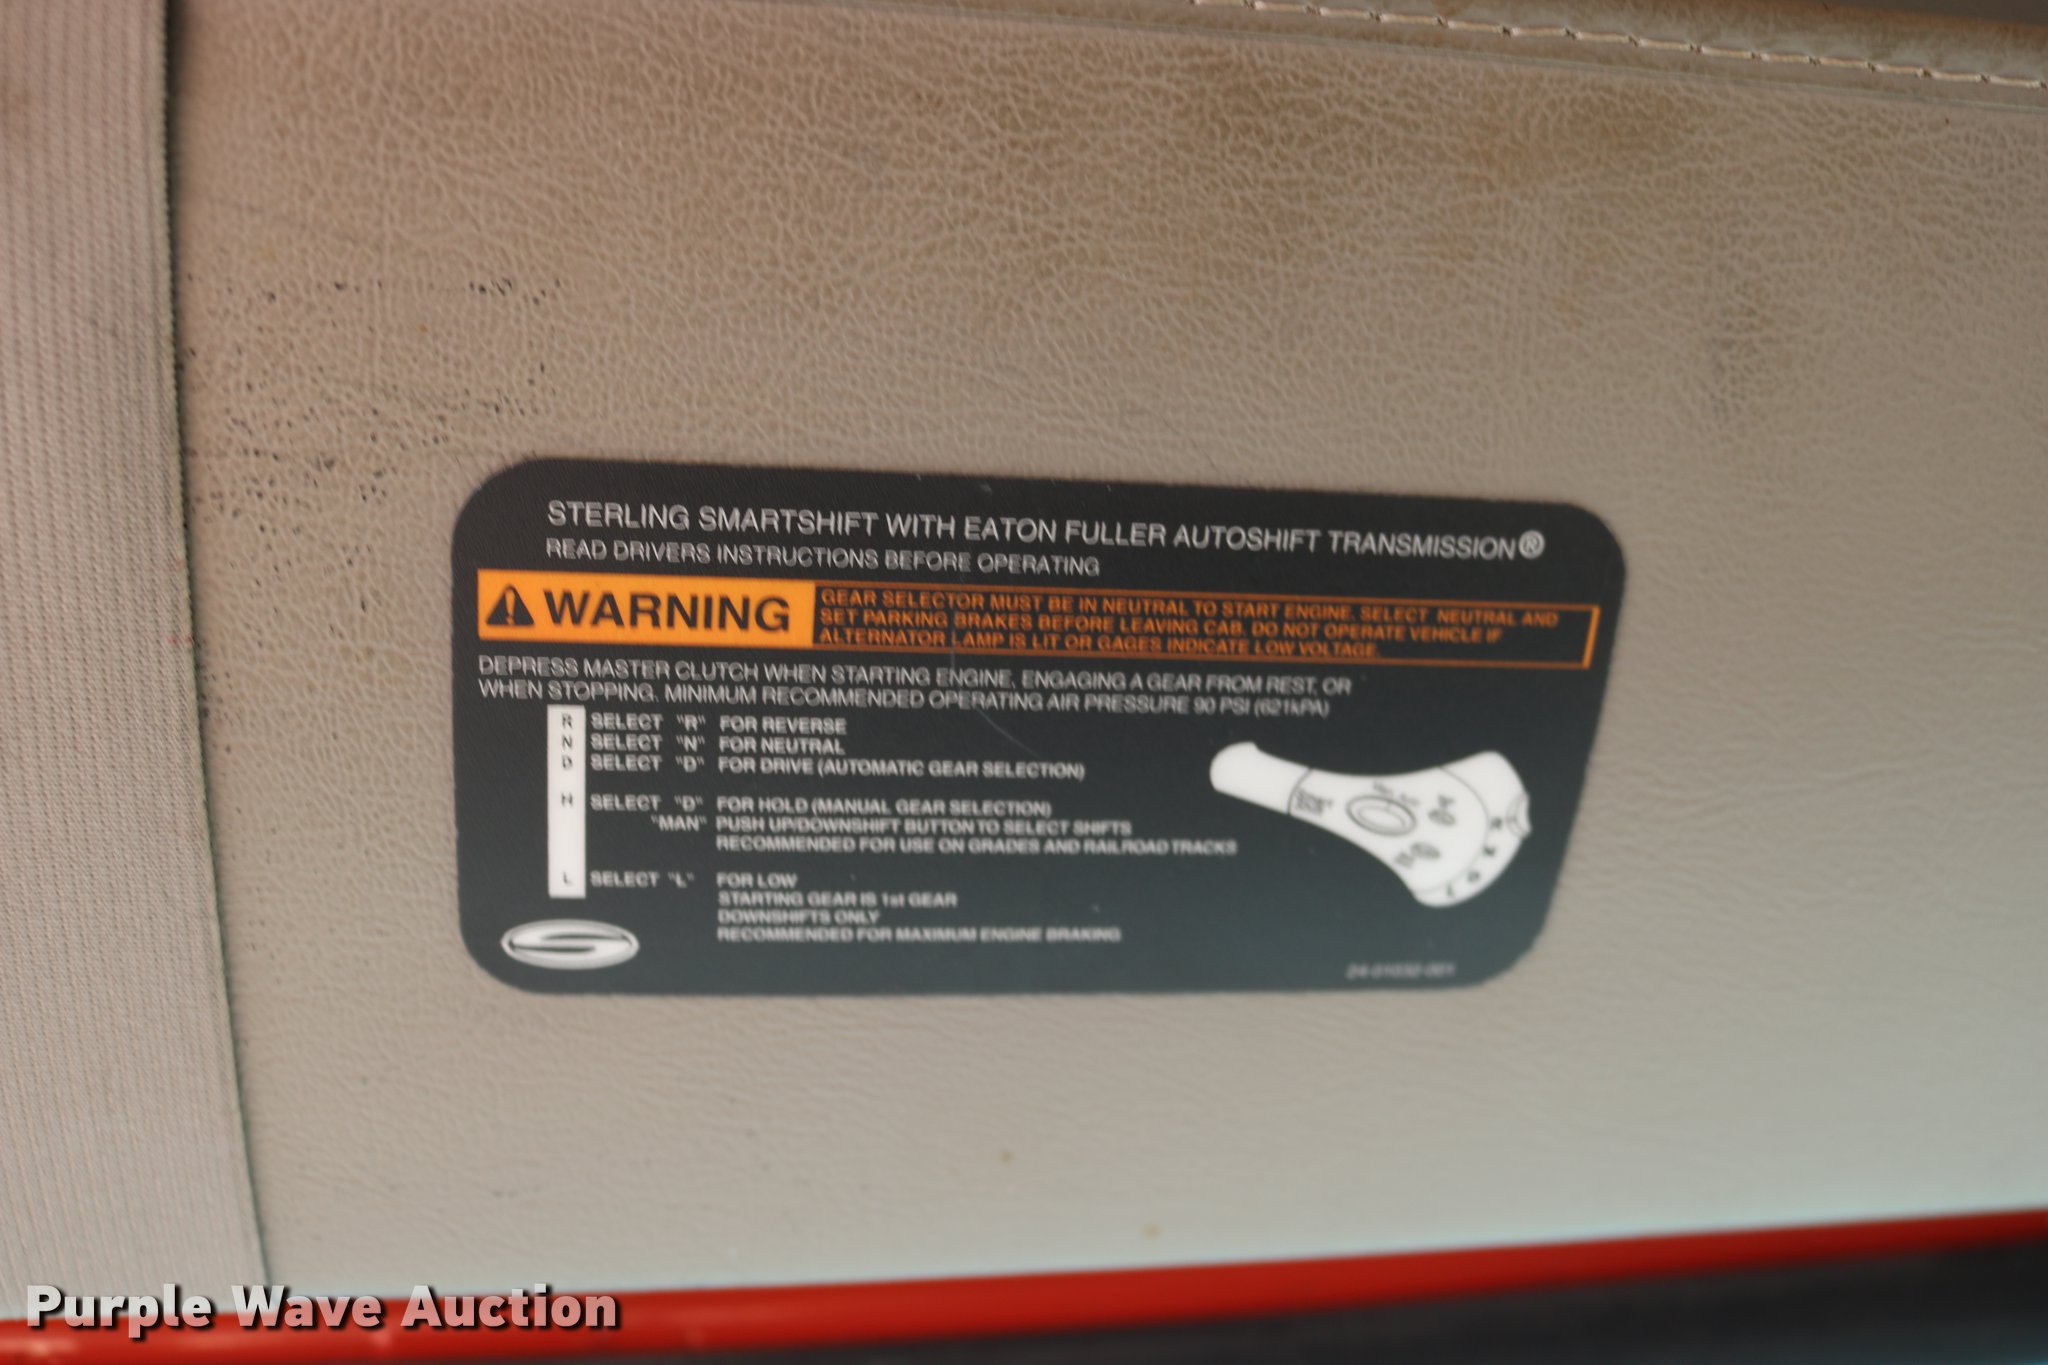 STERLING SMARTSHIFT WITH EATON FULLER AUTOSHIFT TRANSMISSION®
READ DRIVERS INSTRUCTIONS BEFORE OPERATING
WARNING
GEAR SELECTOR MUST BE IN NEUTRAL TO START ENGINE. SELECT NEUTRAL AND
SET PARKING BRAKES BEFORE LEAVING CAB. DO NOT OPERATE VEHICLE IF
ALTERNATOR LAMP IS LIT OR GAGES INDICATE LOW VOLTAGE.
DEPRESS MASTER CLUTCH WHEN STARTING ENGINE, ENGAGING A GEAR FROM REST, OR
WHEN STOPPING. MINIMUM RECOMMENDED OPERATING AIR PRESSURE 90 PSI (621kPA)
R SELECT "R" FOR REVERSE
N SELECT "N" FOR NEUTRAL
D SELECT "D" FOR DRIVE (AUTOMATIC GEAR SELECTION)
H SELECT "D" FOR HOLD (MANUAL GEAR SELECTION)
"MAN" PUSH UP/DOWNSHIFT BUTTON TO SELECT SHIFTS
RECOMMENDED FOR USE ON GRADES AND RAILROAD TRACKS
L SELECT "L" FOR LOW
STARTING GEAR IS 1st GEAR
DOWNSHIFTS ONLY
RECOMMENDED FOR MAXIMUM ENGINE BRAKING
24-01032-001
Purple Wave Auction